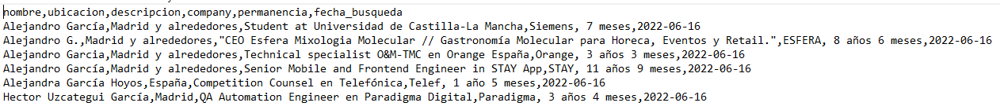 nombre,ubicacion,descripcion,company,permanencia,fecha_busqueda
Alejandro García,Madrid y alrededores,Student at Universidad de Castilla-La Mancha,Siemens, 7 meses,2022-06-16
Alejandro G.,Madrid y alrededores,"CEO Esfera Mixologia Molecular // Gastronomía Molecular para Horeca, Eventos y Retail.",ESFERA, 8 años 6 meses,2022-06-16
Alejandro Garcia,Madrid y alrededores,Technical specialist O&M-TMC en Orange España,Orange, 3 años 3 meses,2022-06-16
Alejandro García,Madrid y alrededores,Senior Mobile and Frontend Engineer in STAY App,STAY, 11 años 9 meses,2022-06-16
Alejandra García Hoyos,España,Competition Counsel en Telefónica,Telef, 1 año 5 meses,2022-06-16
Hector Uzcategui García,Madrid,QA Automation Engineer en Paradigma Digital,Paradigma, 3 años 4 meses,2022-06-16